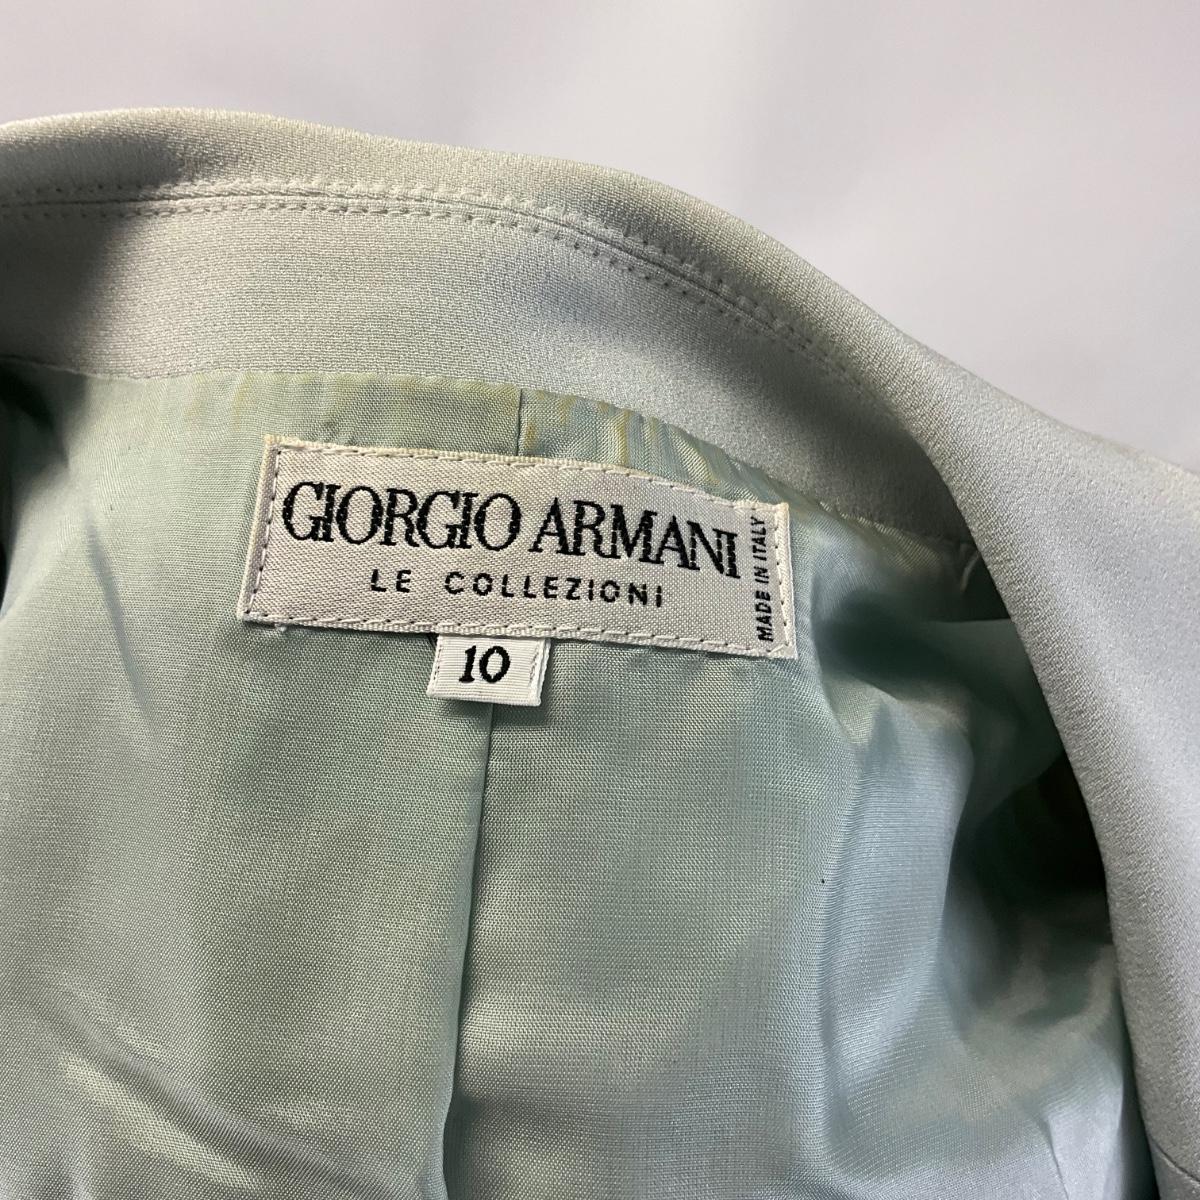 GIORGIO ARMANI
LE COLLEZIONI
MADE IN ITALY
10